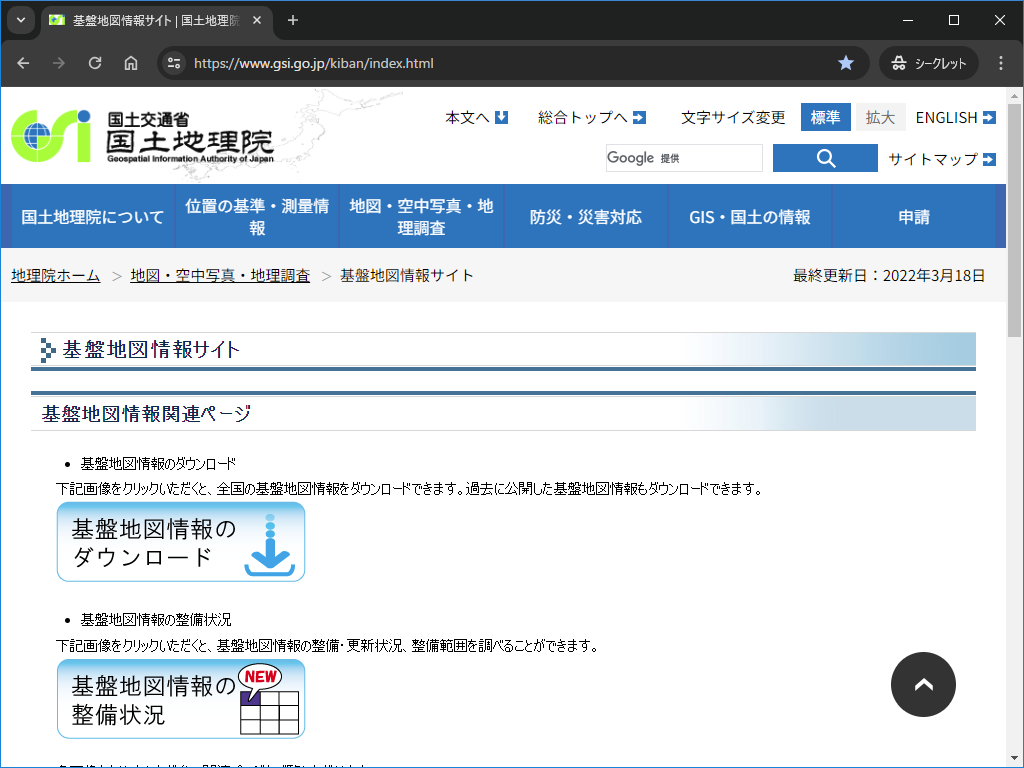 基盤地図情報サイト | 国土地理院
https://www.gsi.go.jp/kiban/index.html
シークレット
国土交通省
国土地理院
Geospatial Information Authority of Japan
本文へ
総合トップへ
文字サイズ変更
標準
拡大
ENGLISH
Google 提供
サイトマップ
国土地理院について
位置の基準・測量情報
地図・空中写真・地理調査
防災・災害対応
GIS・国土の情報
申請
地理院ホーム > 地図・空中写真・地理調査 > 基盤地図情報サイト
最終更新日：2022年3月18日
基盤地図情報サイト
基盤地図情報関連ページ
• 基盤地図情報のダウンロード
下記画像をクリックいただくと、全国の基盤地図情報をダウンロードできます。過去に公開した基盤地図情報もダウンロードできます。
基盤地図情報の
ダウンロード
• 基盤地図情報の整備状況
下記画像をクリックいただくと、基盤地図情報の整備・更新状況、整備範囲を調べることができます。
基盤地図情報の
整備状況
NEW